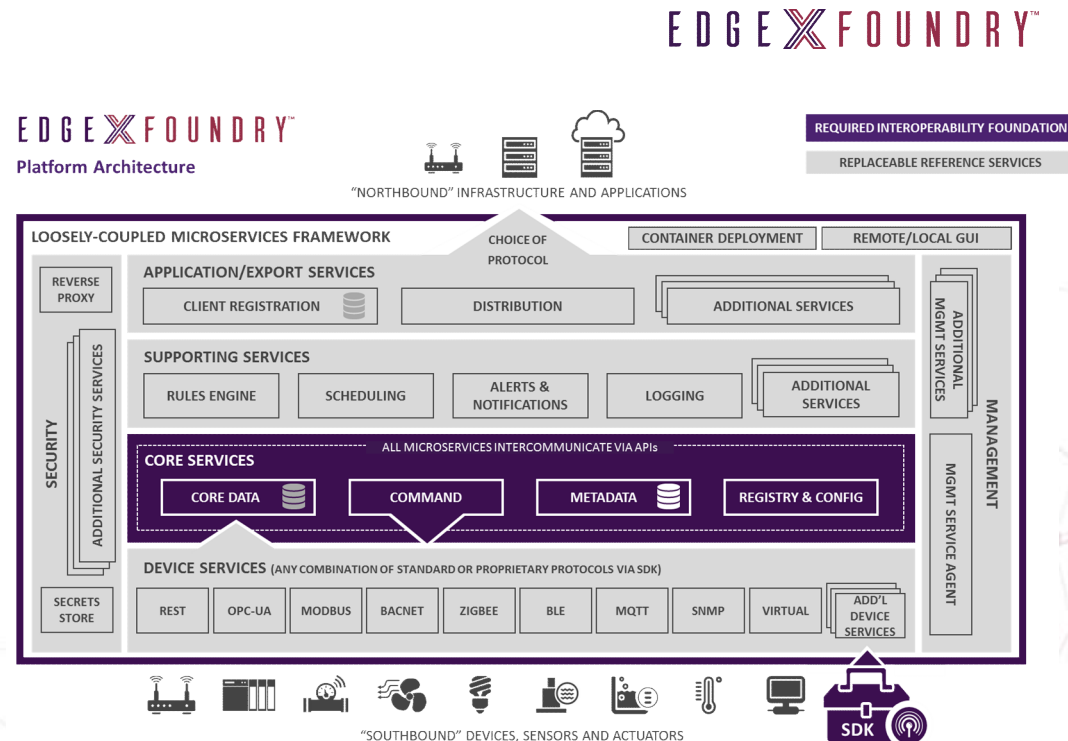 EDGE X FOUNDRY™
EDGE X FOUNDRY™
Platform Architecture
REQUIRED INTEROPERABILITY FOUNDATION
REPLACEABLE REFERENCE SERVICES
“NORTHBOUND” INFRASTRUCTURE AND APPLICATIONS
LOOSELY-COUPLED MICROSERVICES FRAMEWORK
CHOICE OF
PROTOCOL
CONTAINER DEPLOYMENT
REMOTE/LOCAL GUI
SECURITY
REVERSE
PROXY
ADDITIONAL SECURITY SERVICES
SECRETS
STORE
APPLICATION/EXPORT SERVICES
CLIENT REGISTRATION
DISTRIBUTION
ADDITIONAL SERVICES
SUPPORTING SERVICES
RULES ENGINE
SCHEDULING
ALERTS &
NOTIFICATIONS
LOGGING
ADDITIONAL
SERVICES
ALL MICROSERVICES INTERCOMMUNICATE VIA APIs
CORE SERVICES
CORE DATA
COMMAND
METADATA
REGISTRY & CONFIG
DEVICE SERVICES (ANY COMBINATION OF STANDARD OR PROPRIETARY PROTOCOLS VIA SDK)
REST
OPC-UA
MODBUS
BACNET
ZIGBEE
BLE
MQTT
SNMP
VIRTUAL
ADD'L
DEVICE
SERVICES
ADDITIONAL
MGMT SERVICES
MANAGEMENT
MGMT SERVICE AGENT
SDK
“SOUTHBOUND” DEVICES, SENSORS AND ACTUATORS